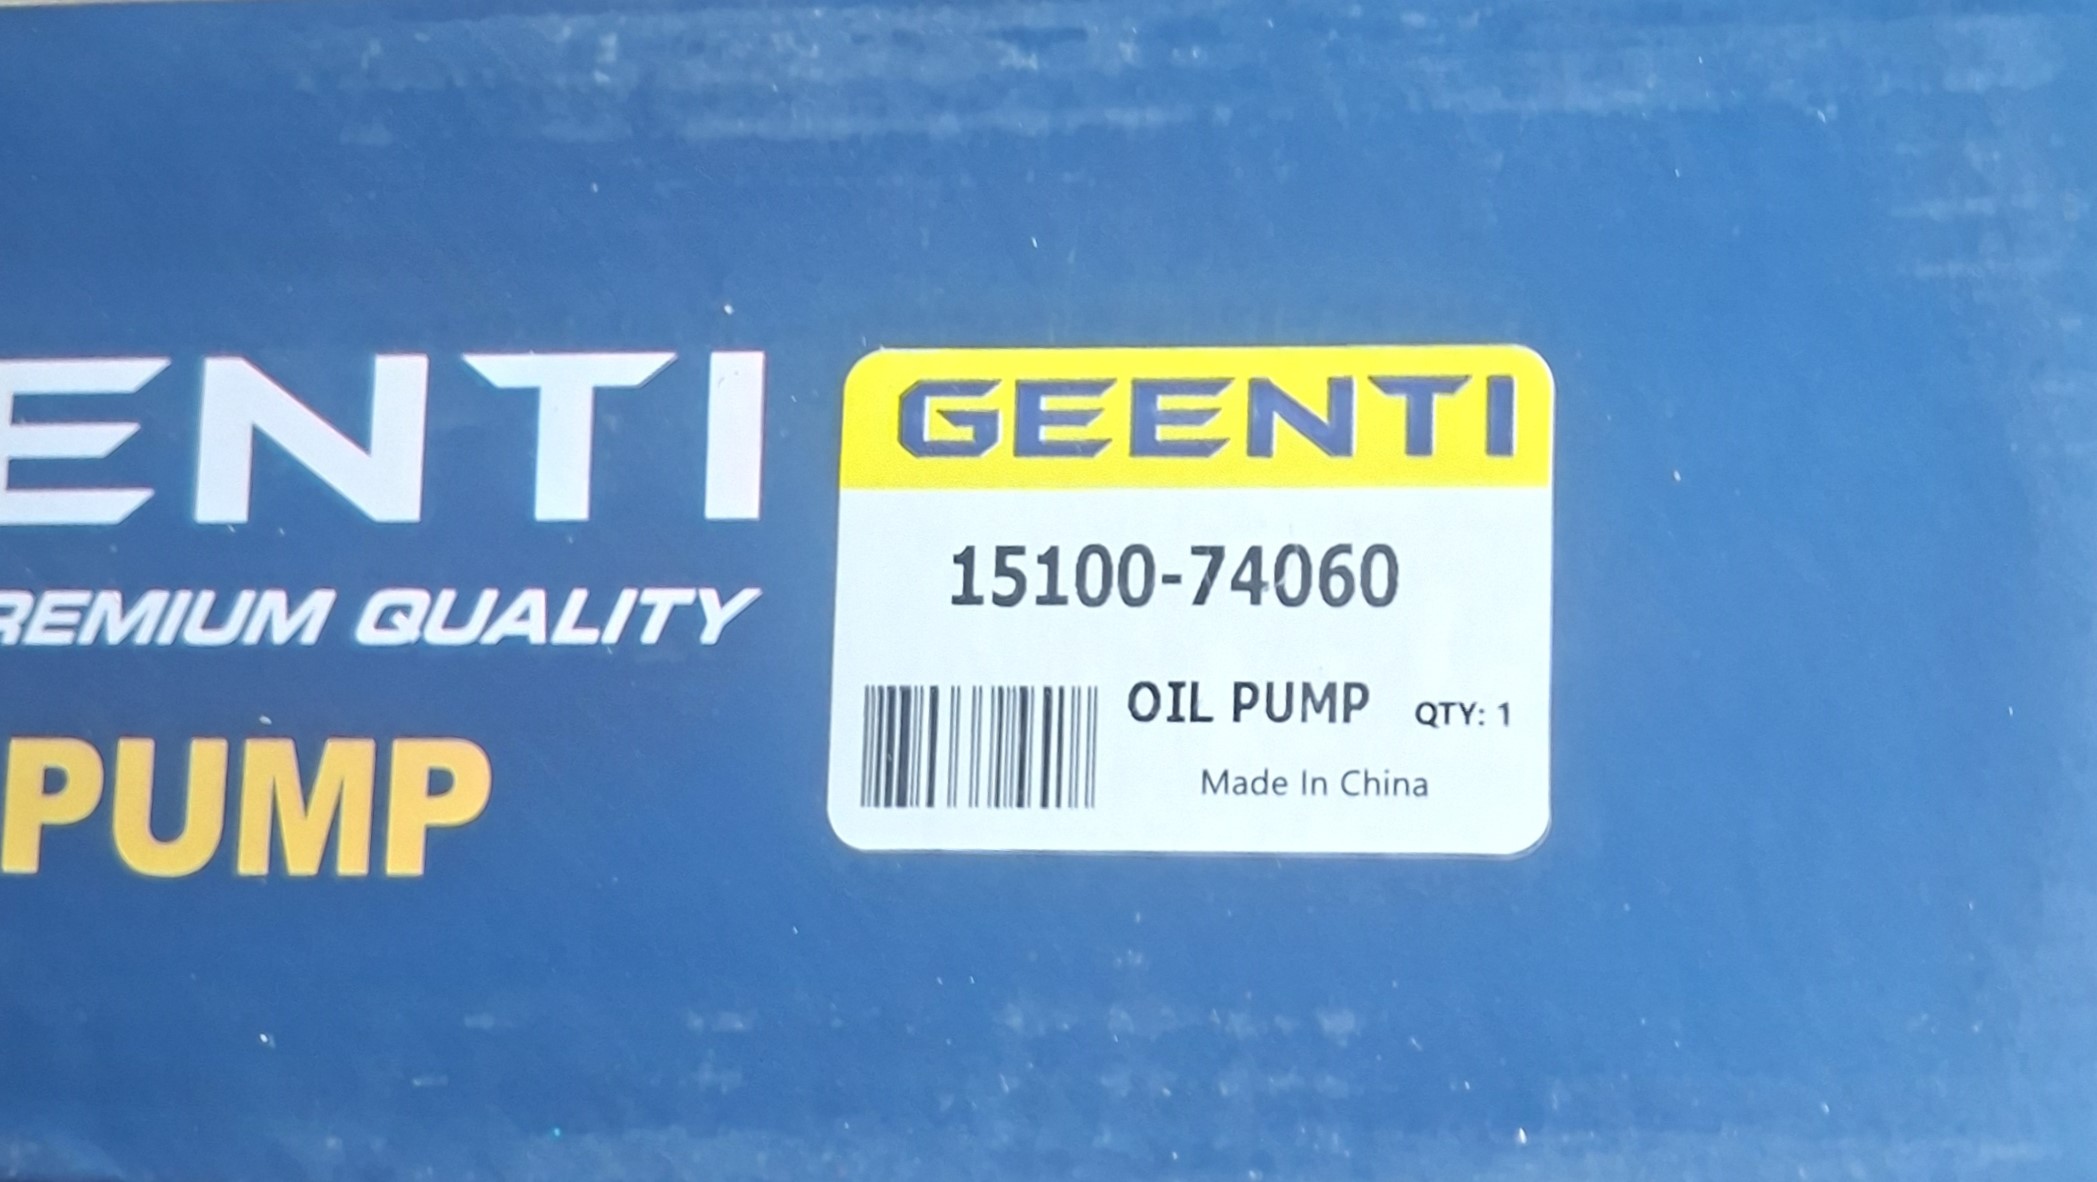 ENTI
REMIUM QUALITY
PUMP
GEENTI
15100-74060
OIL PUMP QTY: 1
Made In China